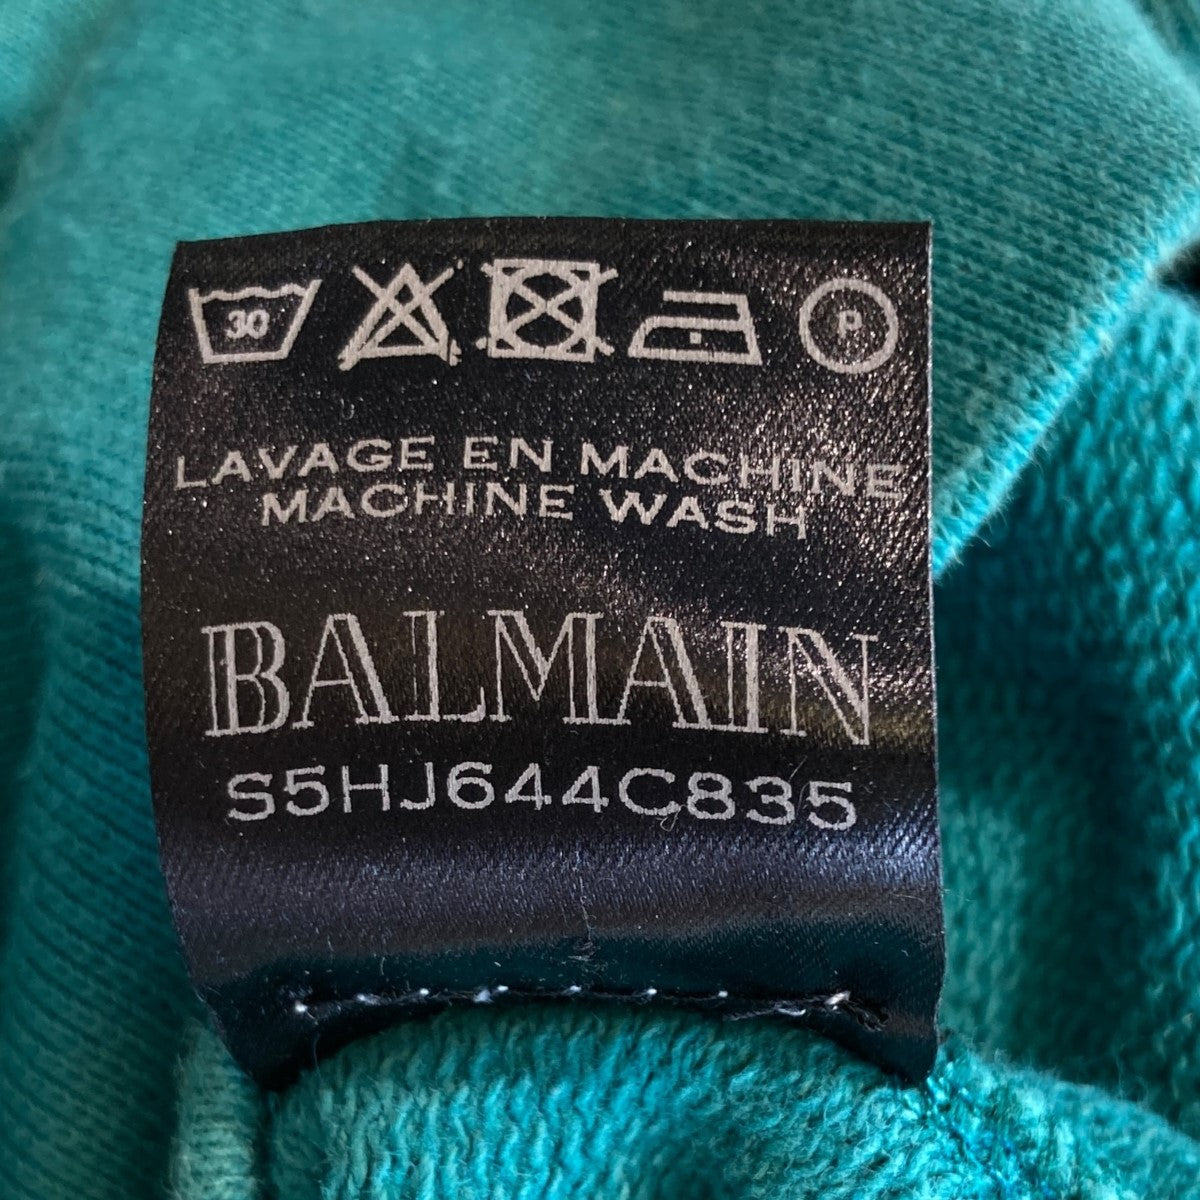 30 P
LAVAGE EN MACHINE
MACHINE WASH
BALMAIN
S5HJ644C835